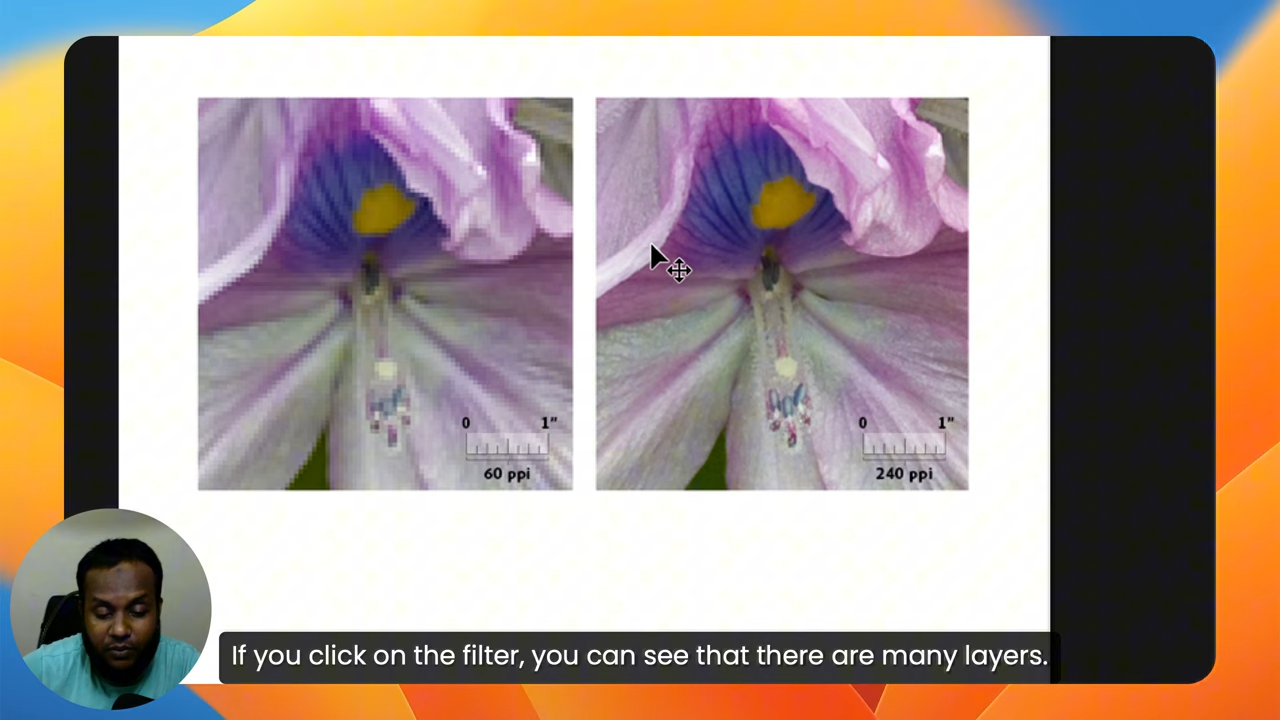 0 1”
60 ppi
0 1”
240 ppi
If you click on the filter, you can see that there are many layers.